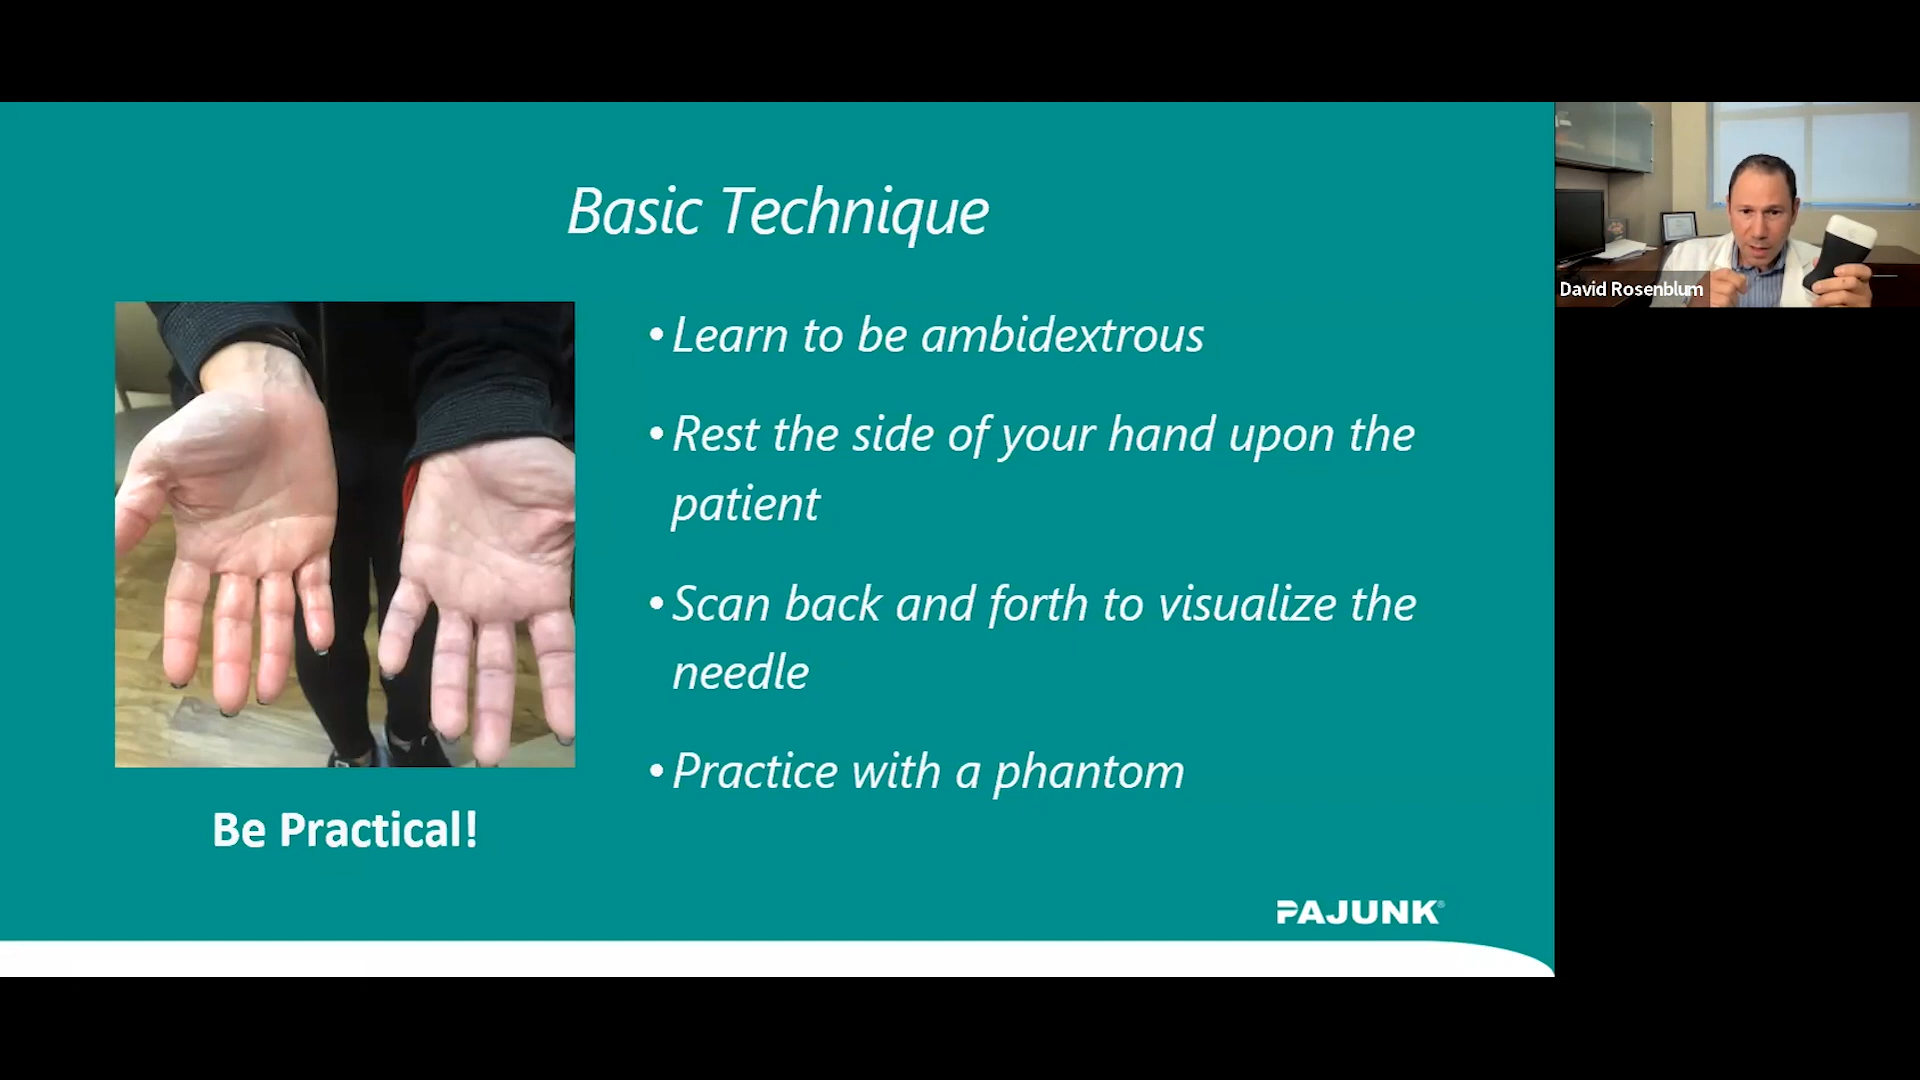 Basic Technique
• Learn to be ambidextrous
• Rest the side of your hand upon the
patient
• Scan back and forth to visualize the
needle
• Practice with a phantom
Be Practical!
PAJUNK®
David Rosenblum